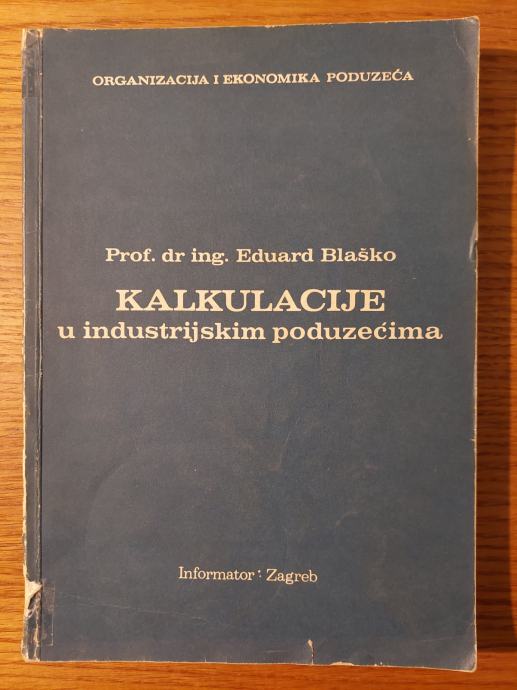 ORGANIZACIJA I EKONOMIKA PODUZEĆA
Prof. dr ing. Eduard Blaško
KALKULACIJE
u industrijskim poduzećima
Informator · Zagreb